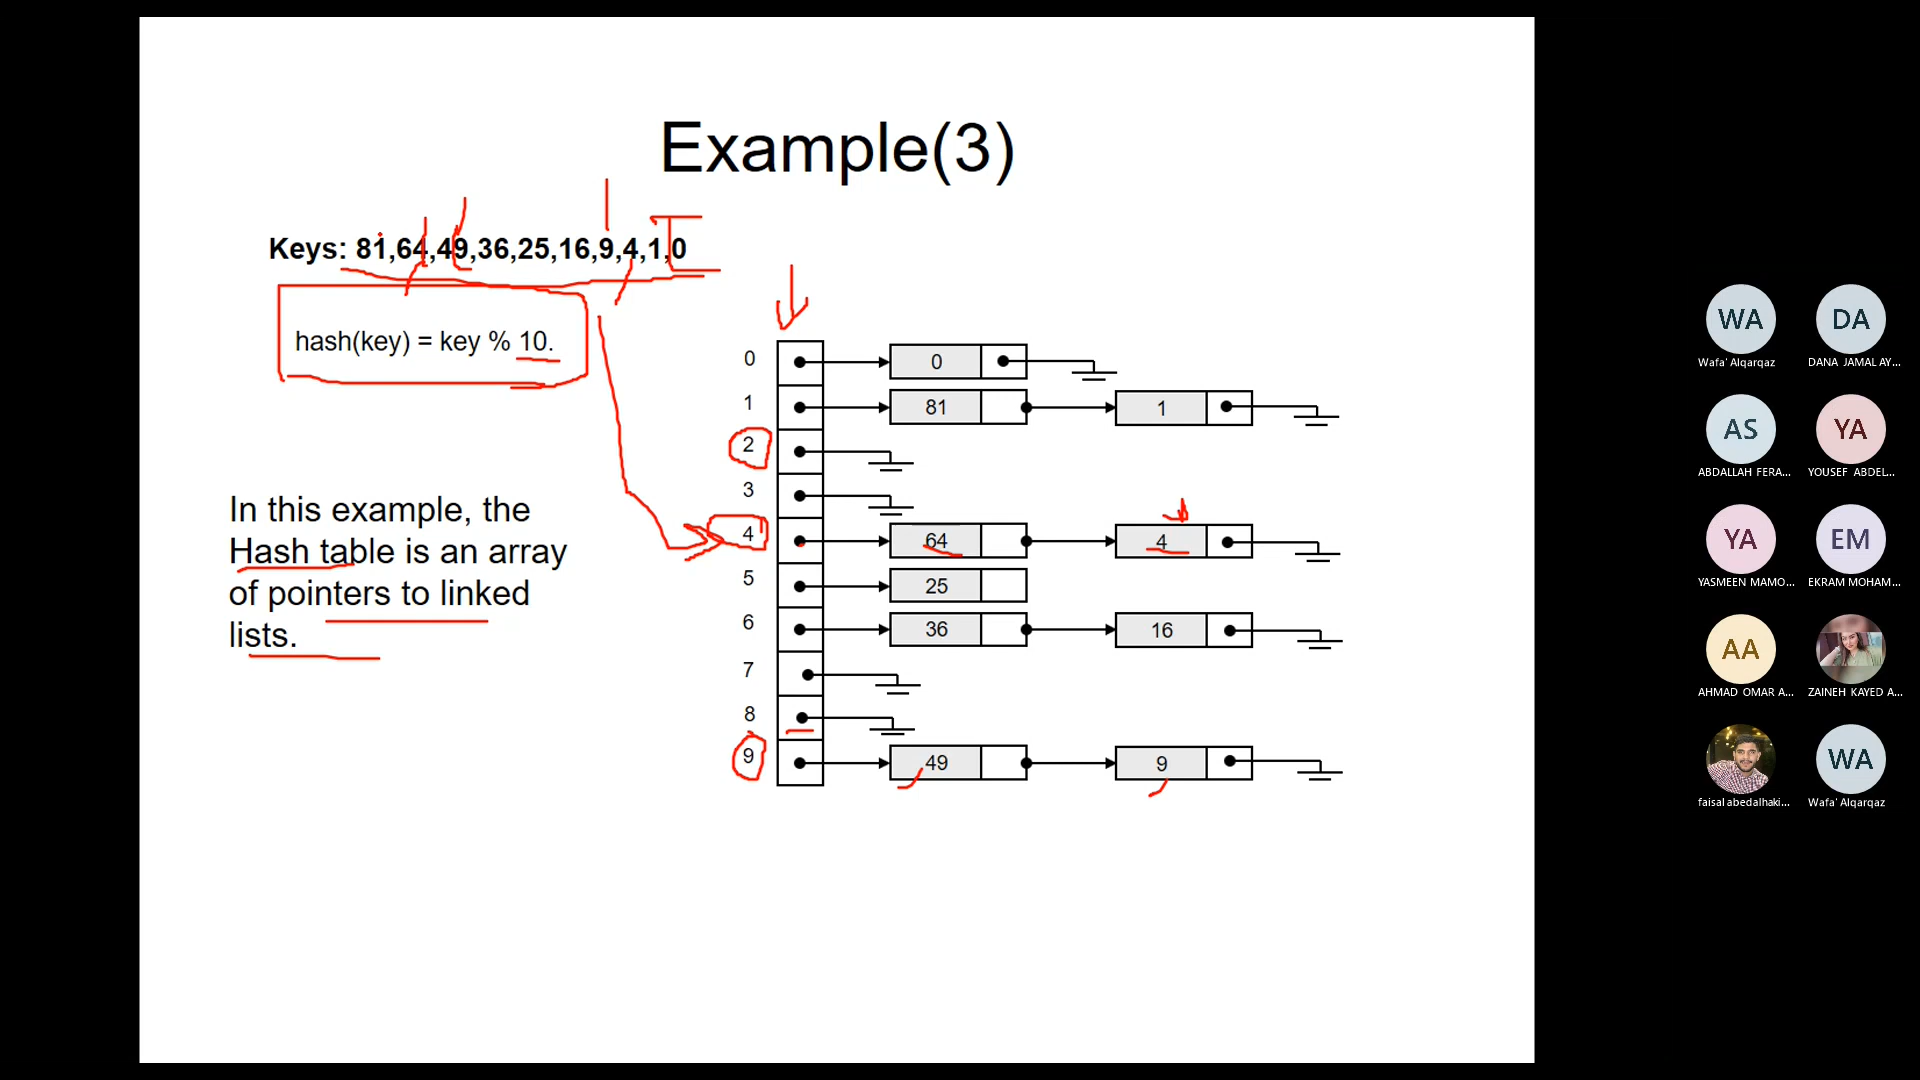 Example(3)
Keys: 81,64,49,36,25,16,9,4,1,0
hash(key) = key % 10.
In this example, the
Hash table is an array
of pointers to linked
lists.
0 0
1 81 1
2
3
4 64 4
5 25
6 36 16
7
8
9 49 9
WA DA
Wafa' Alqarqaz DANA JAMAL AY...
AS YA
ABDALLAH FERA... YOUSEF ABDEL...
YA EM
YASMEEN MAMO... EKRAM MOHAM...
AA
AHMAD OMAR A... ZAINEH KAYED A...
WA
faisal abedalhaki... Wafa' Alqarqaz